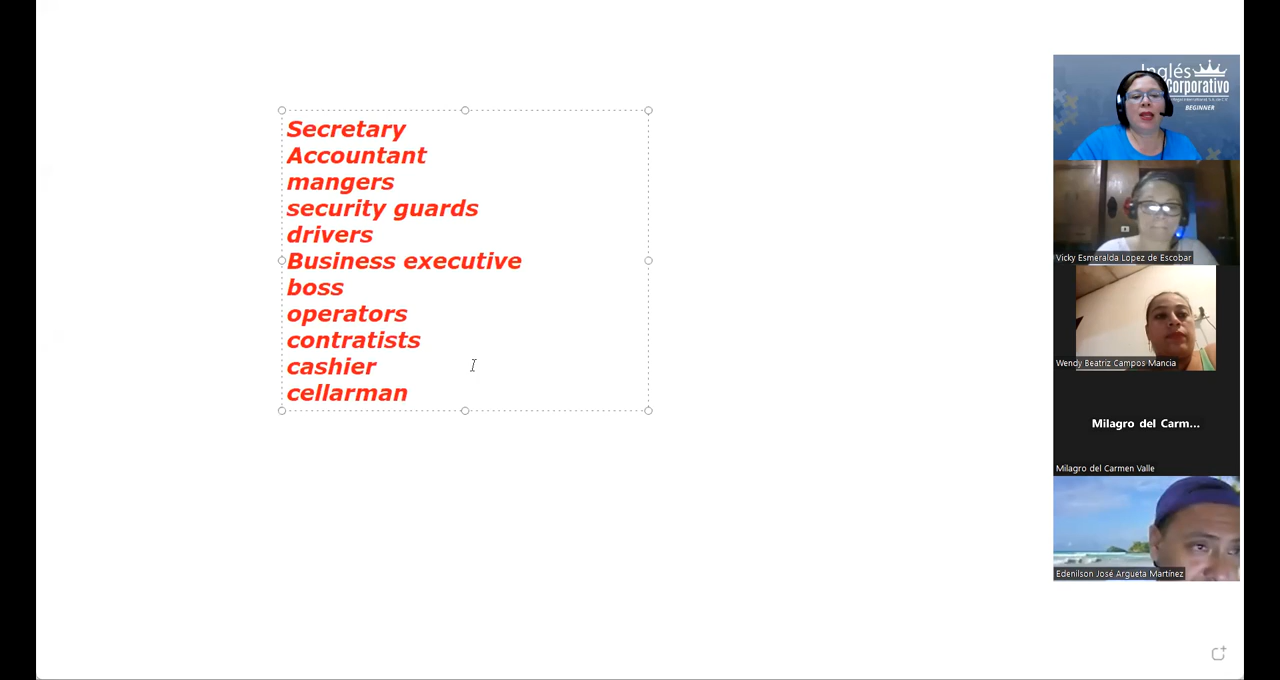 Secretary
Accountant
mangers
security guards
drivers
Business executive
boss
operators
contratists
cashier
cellarman
Inglés
Corporativo
BEGINNER
Vicky Esmeralda Lopez de Escobar
Wendy Beatriz Campos Mancia
Milagro del Carm...
Milagro del Carmen Valle
Edenilson José Argueta Martínez